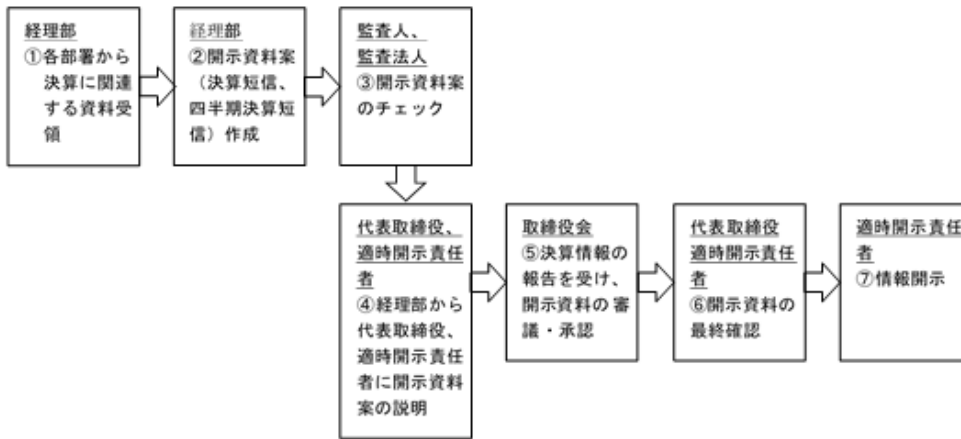 経理部
①各部署から
決算に関連
する資料受
領
経理部
②開示資料案
（決算短信、
四半期決算短
信）作成
監査人、
監査法人
③開示資料案
のチェック
代表取締役、
適時開示責任
者
④経理部から
代表取締役、
適時開示責任
者に開示資料
案の説明
取締役会
⑤決算情報の
報告を受け、
開示資料の審
議・承認
代表取締役
適時開示責任
者
⑥開示資料の
最終確認
適時開示責任
者
⑦情報開示